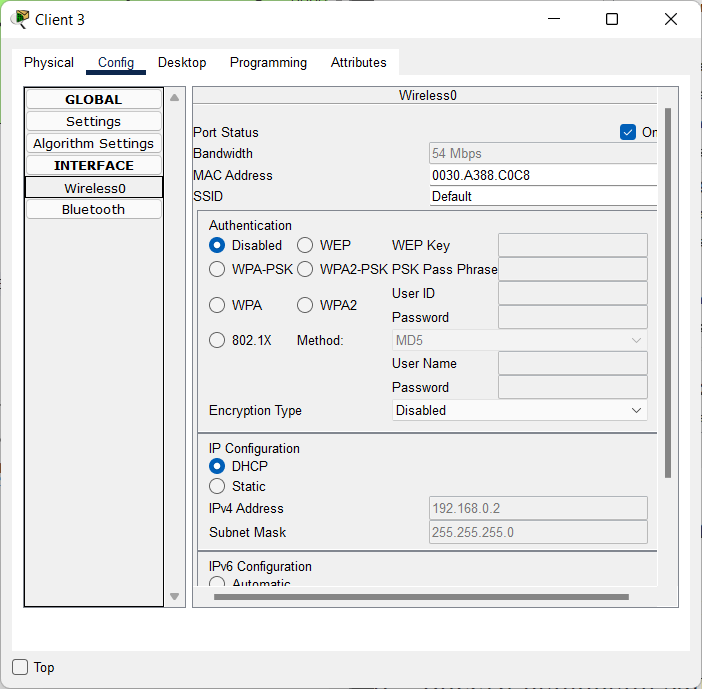 Client 3
Physical Config Desktop Programming Attributes
GLOBAL
Settings
Algorithm Settings
INTERFACE
Wireless0
Bluetooth
Wireless0
Port Status On
Bandwidth 54 Mbps
MAC Address 0030.A388.C0C8
SSID Default
Authentication
Disabled WEP WEP Key
WPA-PSK WPA2-PSK PSK Pass Phrase
User ID
WPA WPA2
Password
802.1X Method: MD5
User Name
Password
Encryption Type Disabled
IP Configuration
DHCP
Static
IPv4 Address 192.168.0.2
Subnet Mask 255.255.255.0
IPv6 Configuration
Automatic
Top